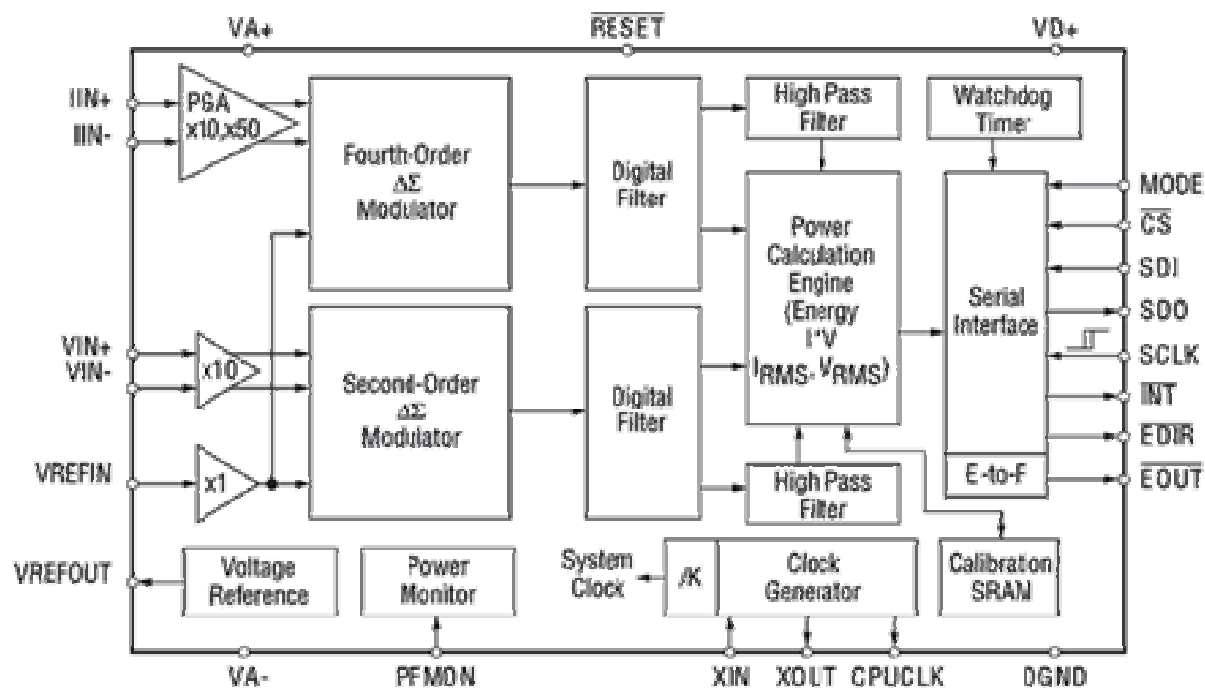 VA+
RESET
VD+
IIN+
IIN-
PGA
x10,x50
Fourth-Order
ΔΣ
Modulator
Digital
Filter
High Pass
Filter
Watchdog
Timer
MODE
CS
SDI
SDO
SCLK
INT
EDIR
EOUT
Power
Calculation
Engine
(Energy
I*V
IRMS, VRMS)
Serial
Interface
E-to-F
VIN+
VIN-
x10
Second-Order
ΔΣ
Modulator
Digital
Filter
VREFIN
x1
High Pass
Filter
VREFOUT
Voltage
Reference
Power
Monitor
System
Clock
/K
Clock
Generator
Calibration
SRAM
VA-
PFMON
XIN
XOUT
CPUCLK
DGND